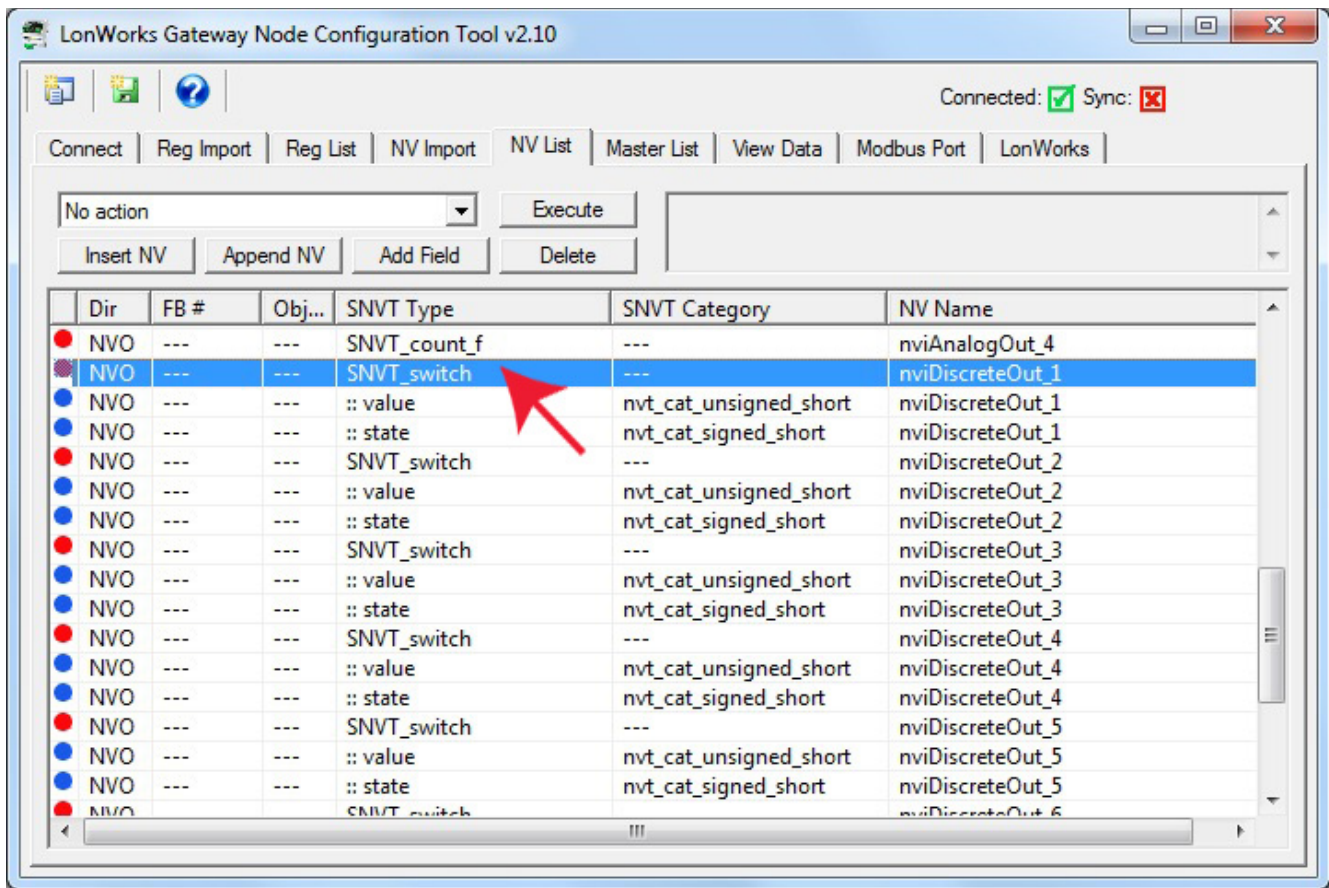 LonWorks Gateway Node Configuration Tool v2.10
Connected: Sync:
Connect Reg Import Reg List NV Import NV List Master List View Data Modbus Port LonWorks
No action Execute
Insert NV Append NV Add Field Delete
Dir FB # Obj... SNVT Type SNVT Category NV Name
NVO --- --- SNVT_count_f --- nviAnalogOut_4
NVO --- --- SNVT_switch --- nviDiscreteOut_1
NVO --- --- :: value nvt_cat_unsigned_short nviDiscreteOut_1
NVO --- --- :: state nvt_cat_signed_short nviDiscreteOut_1
NVO --- --- SNVT_switch --- nviDiscreteOut_2
NVO --- --- :: value nvt_cat_unsigned_short nviDiscreteOut_2
NVO --- --- :: state nvt_cat_signed_short nviDiscreteOut_2
NVO --- --- SNVT_switch --- nviDiscreteOut_3
NVO --- --- :: value nvt_cat_unsigned_short nviDiscreteOut_3
NVO --- --- :: state nvt_cat_signed_short nviDiscreteOut_3
NVO --- --- SNVT_switch --- nviDiscreteOut_4
NVO --- --- :: value nvt_cat_unsigned_short nviDiscreteOut_4
NVO --- --- :: state nvt_cat_signed_short nviDiscreteOut_4
NVO --- --- SNVT_switch --- nviDiscreteOut_5
NVO --- --- :: value nvt_cat_unsigned_short nviDiscreteOut_5
NVO --- --- :: state nvt_cat_signed_short nviDiscreteOut_5
NVO SNVT_switch nviDiscreteOut_6